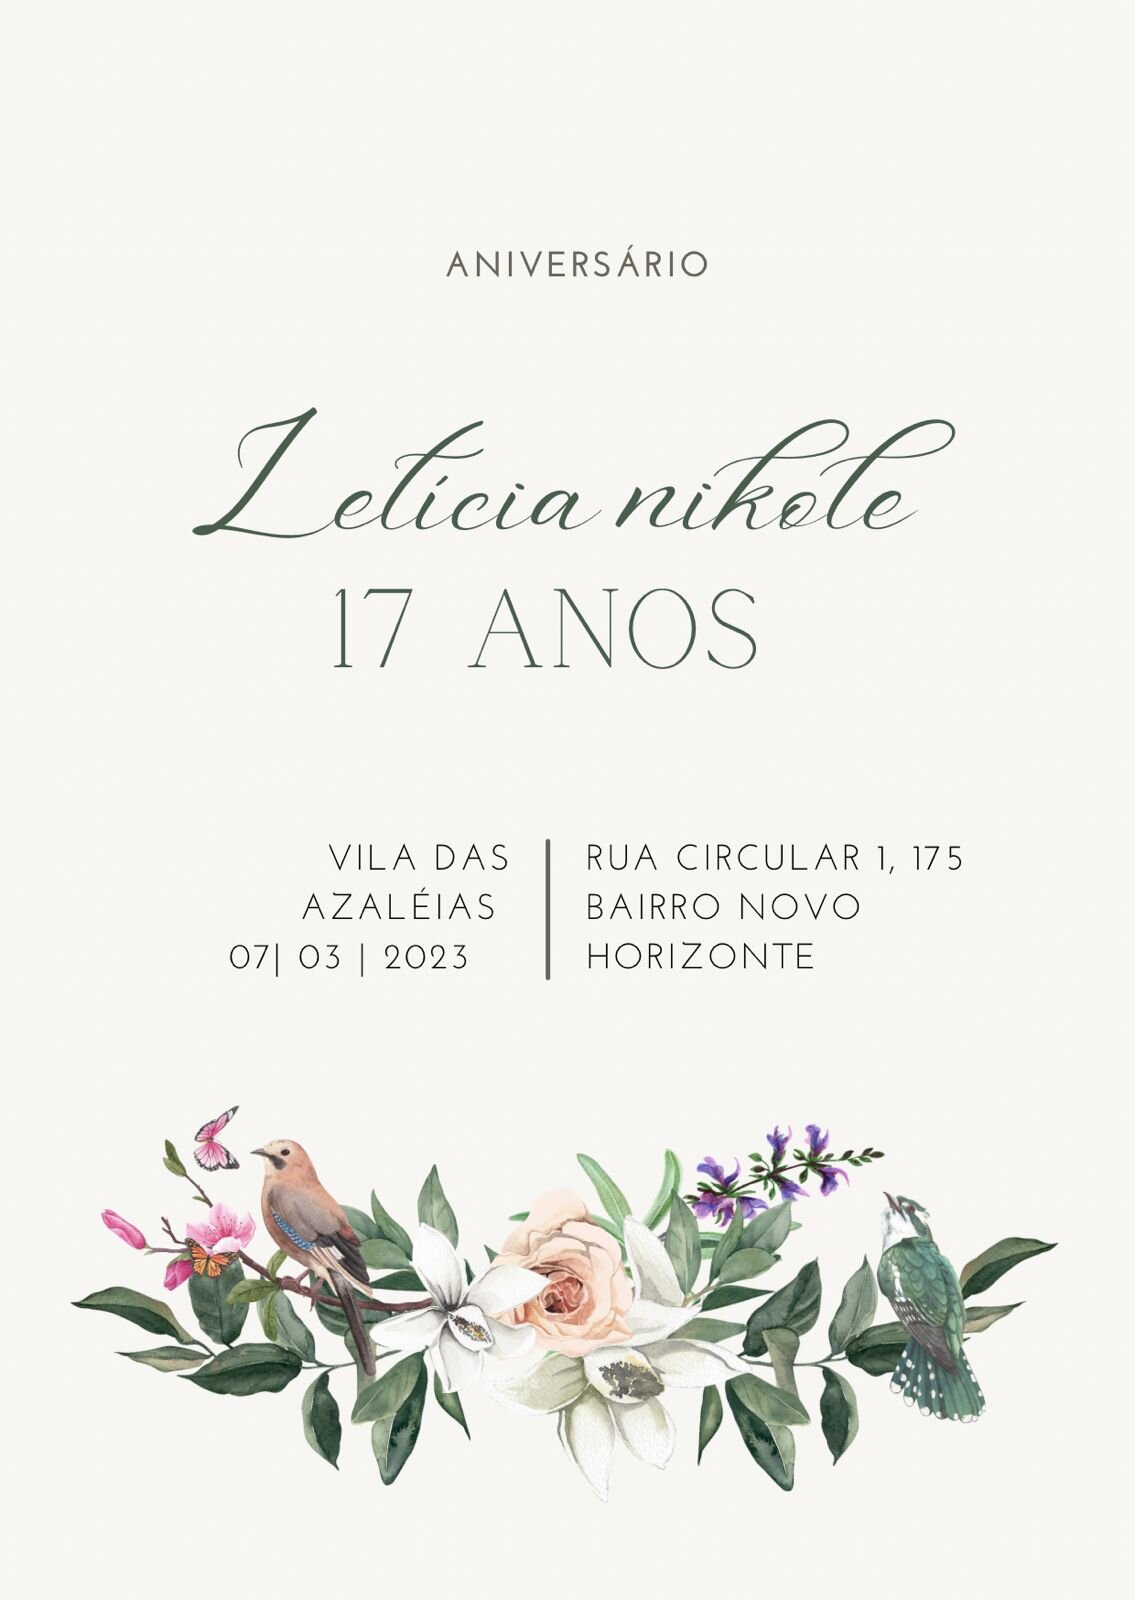 ANIVERSÁRIO
Letícia nikole
17 ANOS
VILA DAS
AZALÉIAS
07| 03 | 2023
RUA CIRCULAR 1, 175
BAIRRO NOVO
HORIZONTE